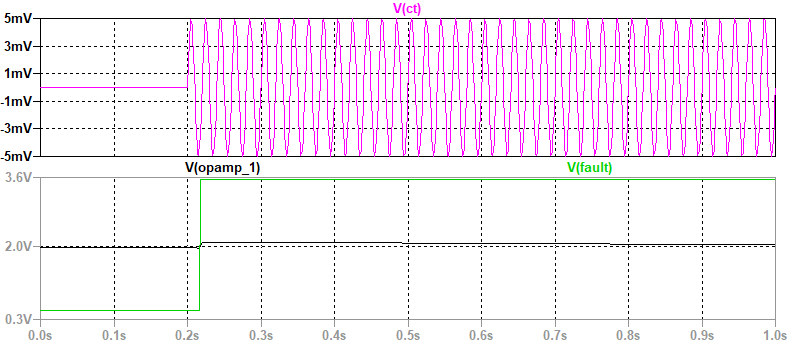 V(ct)
5mV
3mV
1mV
-1mV
-3mV
-5mV
V(opamp_1) V(fault)
3.6V
2.0V
0.3V
0.0s 0.1s 0.2s 0.3s 0.4s 0.5s 0.6s 0.7s 0.8s 0.9s 1.0s